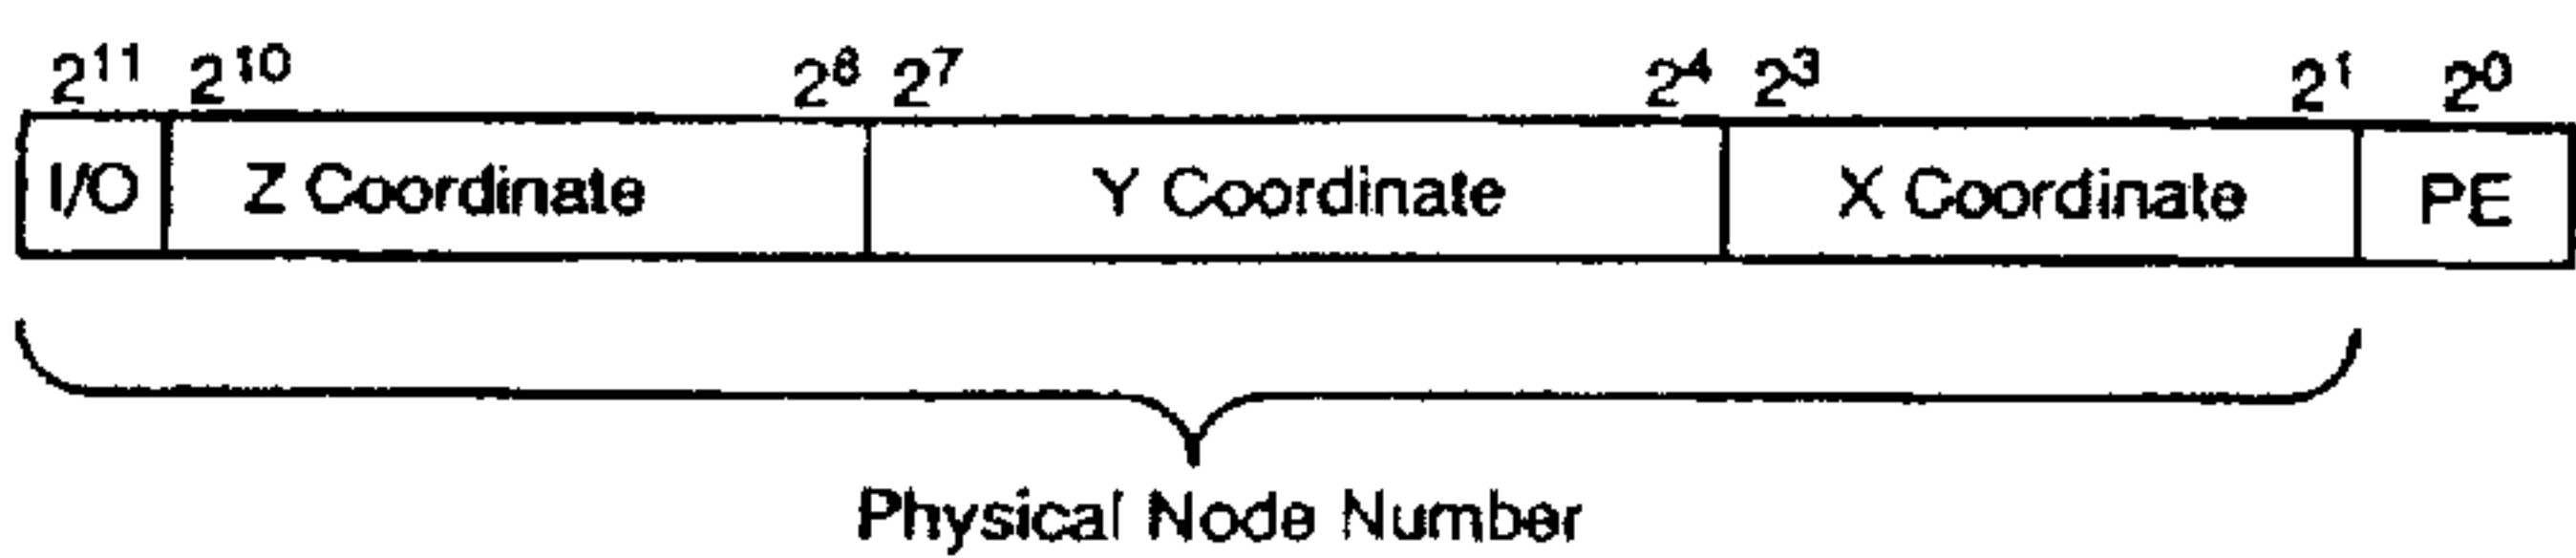 2¹¹ 2¹⁰ 2⁸ 2⁷ 2⁴ 2³ 2¹ 2⁰
I/O Z Coordinate Y Coordinate X Coordinate PE
Physical Node Number